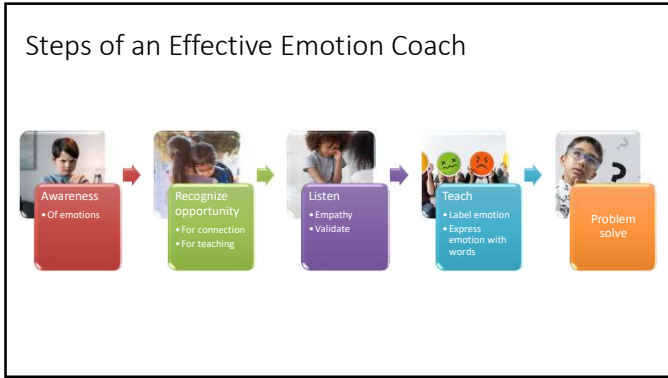 Steps of an Effective Emotion Coach
Awareness
• Of emotions
Recognize
opportunity
• For connection
• For teaching
Listen
• Empathy
• Validate
Teach
• Label emotion
• Express
emotion with
words
?
?
Problem
solve